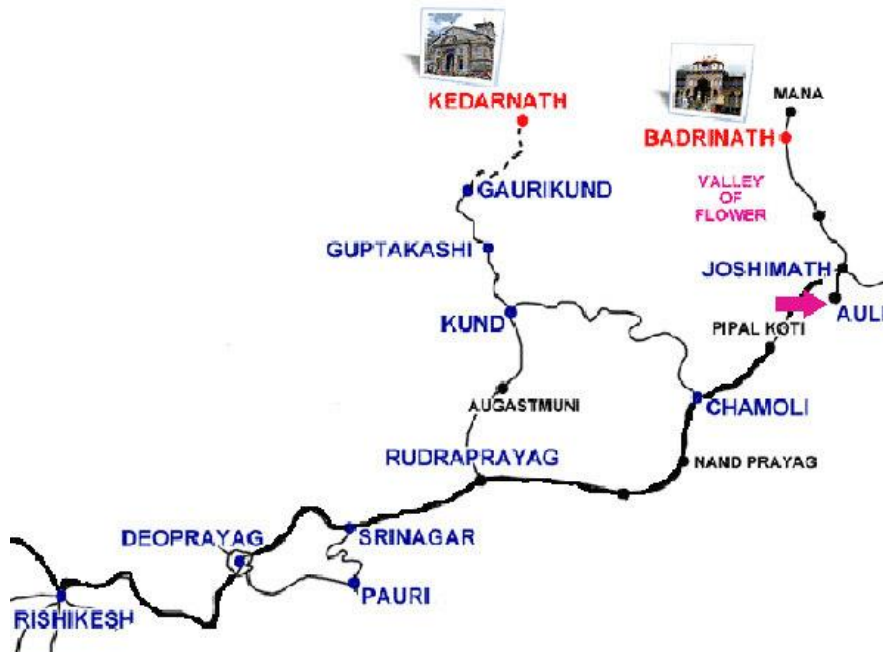 KEDARNATH
MANA
BADRINATH
VALLEY
OF
FLOWER
GAURIKUND
GUPTAKASHI
JOSHIMATH
AULI
KUND
PIPAL KOTI
AUGASTMUNI
CHAMOLI
RUDRAPRAYAG
NAND PRAYAG
DEOPRAYAG
SRINAGAR
PAURI
RISHIKESH